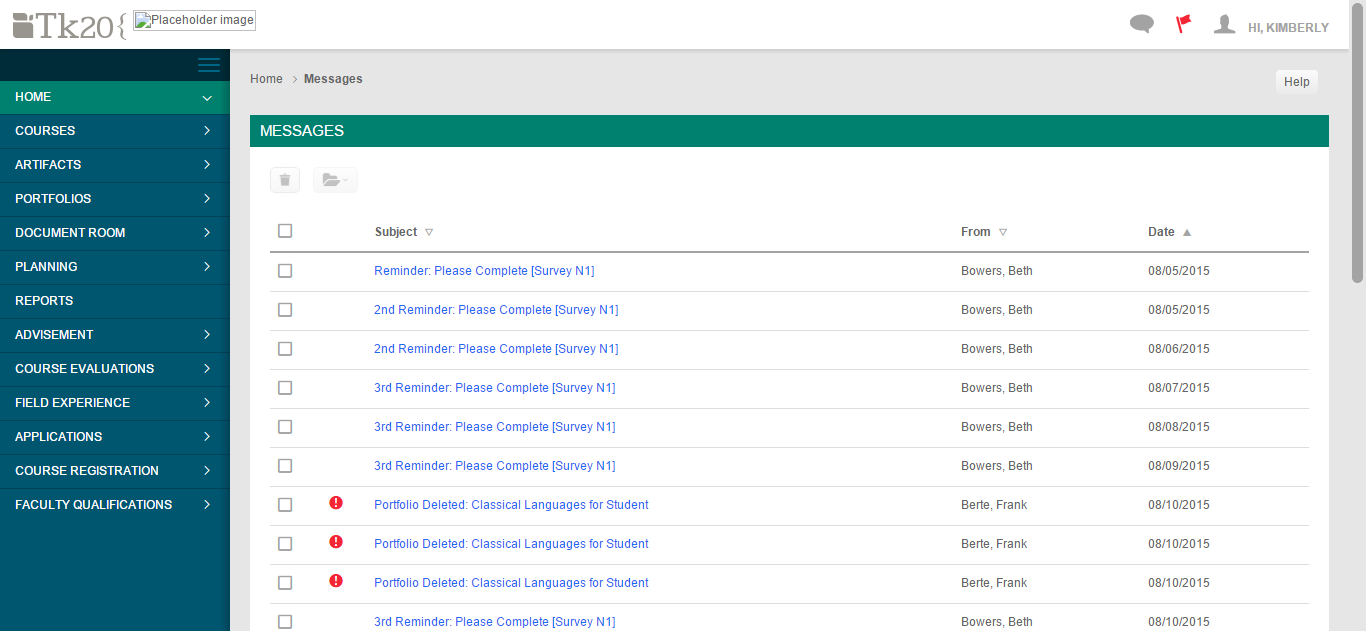 Tk20{
Placeholder image
HI, KIMBERLY
HOME
COURSES
ARTIFACTS
PORTFOLIOS
DOCUMENT ROOM
PLANNING
REPORTS
ADVISEMENT
COURSE EVALUATIONS
FIELD EXPERIENCE
APPLICATIONS
COURSE REGISTRATION
FACULTY QUALIFICATIONS
Home > Messages
Help
MESSAGES
Subject From Date
Reminder: Please Complete [Survey N1] Bowers, Beth 08/05/2015
2nd Reminder: Please Complete [Survey N1] Bowers, Beth 08/05/2015
2nd Reminder: Please Complete [Survey N1] Bowers, Beth 08/06/2015
3rd Reminder: Please Complete [Survey N1] Bowers, Beth 08/07/2015
3rd Reminder: Please Complete [Survey N1] Bowers, Beth 08/08/2015
3rd Reminder: Please Complete [Survey N1] Bowers, Beth 08/09/2015
Portfolio Deleted: Classical Languages for Student Berte, Frank 08/10/2015
Portfolio Deleted: Classical Languages for Student Berte, Frank 08/10/2015
Portfolio Deleted: Classical Languages for Student Berte, Frank 08/10/2015
3rd Reminder: Please Complete [Survey N1] Bowers, Beth 08/10/2015